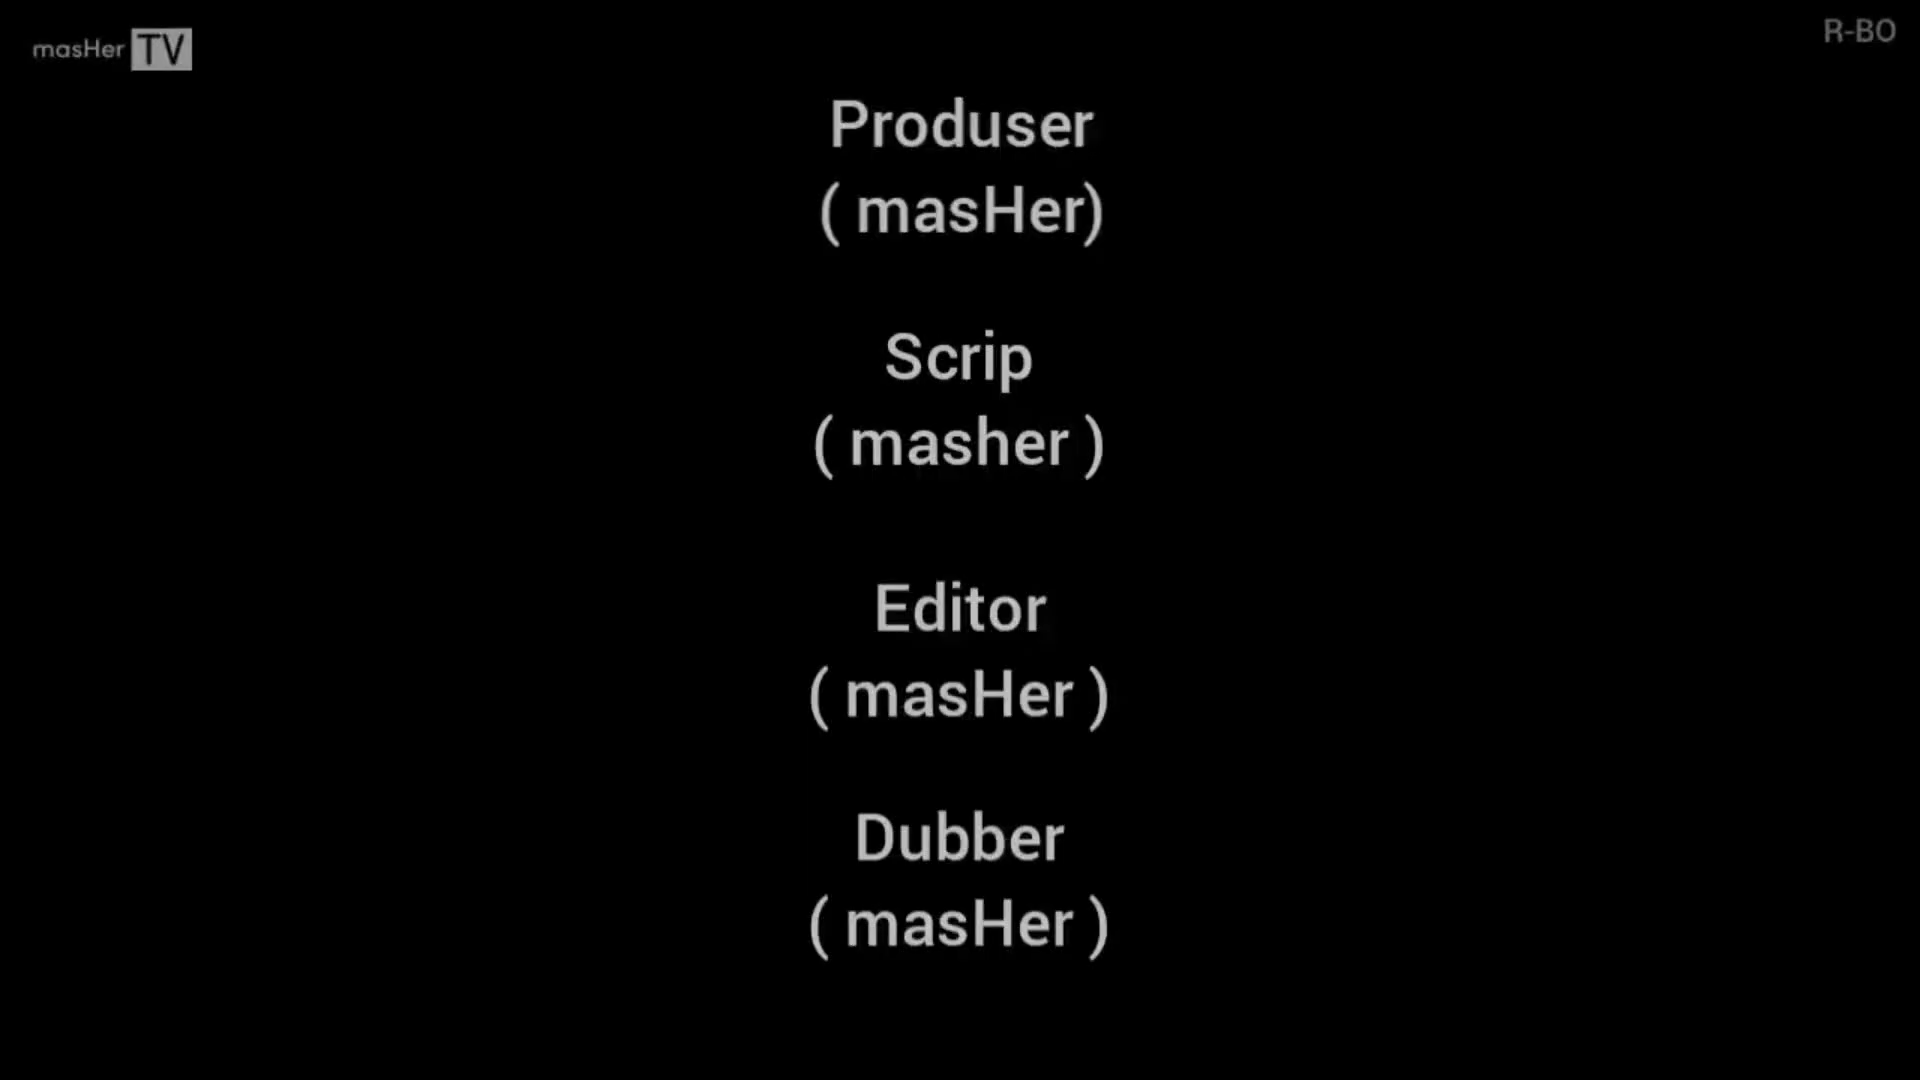 masHer TV
R-BO
Produser
( masHer)
Scrip
( masher )
Editor
( masHer )
Dubber
( masHer )